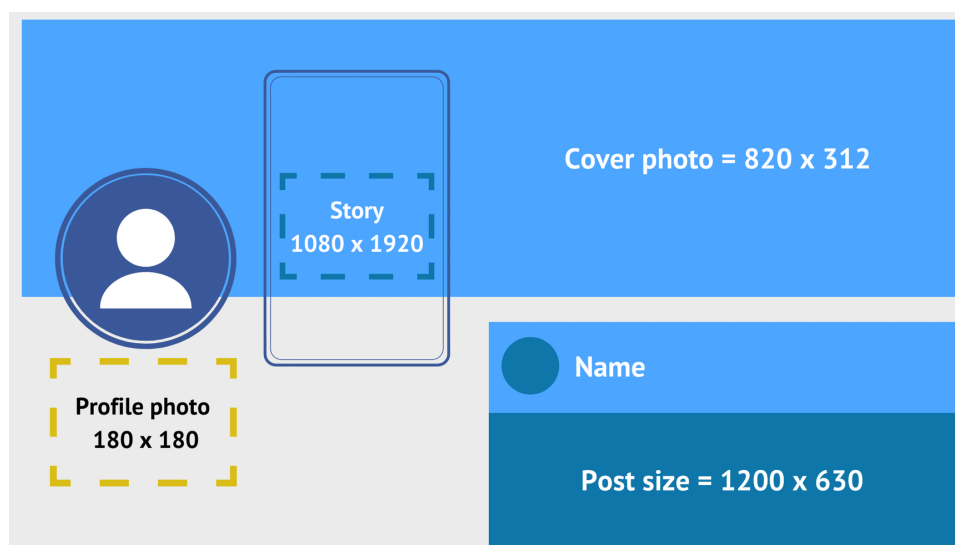 Cover photo = 820 x 312
Story
1080 x 1920
Name
Profile photo
180 x 180
Post size = 1200 x 630